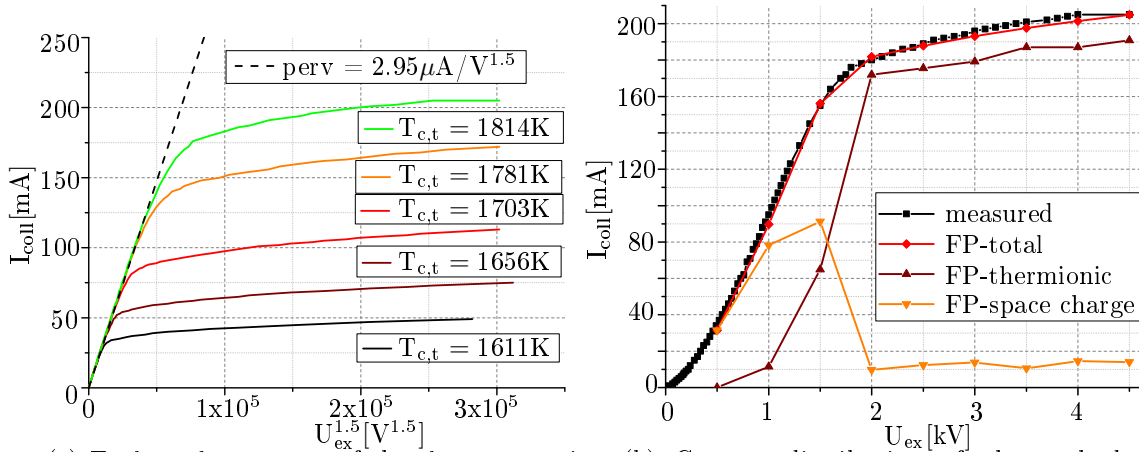 250
200
150
100
50
0
I_coll[mA]
perv = 2.95μA/V^1.5
T_c,t = 1814K
T_c,t = 1781K
T_c,t = 1703K
T_c,t = 1656K
T_c,t = 1611K
0 1x10^5 2x10^5 3x10^5
U_ex^1.5[V^1.5]
200
160
120
80
40
0
I_coll[mA]
measured
FP-total
FP-thermionic
FP-space charge
0 1 2 3 4
U_ex[kV]